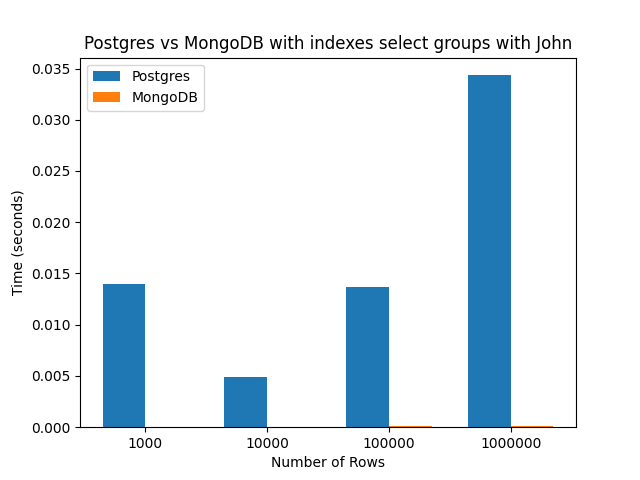 Postgres vs MongoDB with indexes select groups with John
Postgres
MongoDB
0.035
0.030
0.025
0.020
0.015
0.010
0.005
0.000
Time (seconds)
1000 10000 100000 1000000
Number of Rows